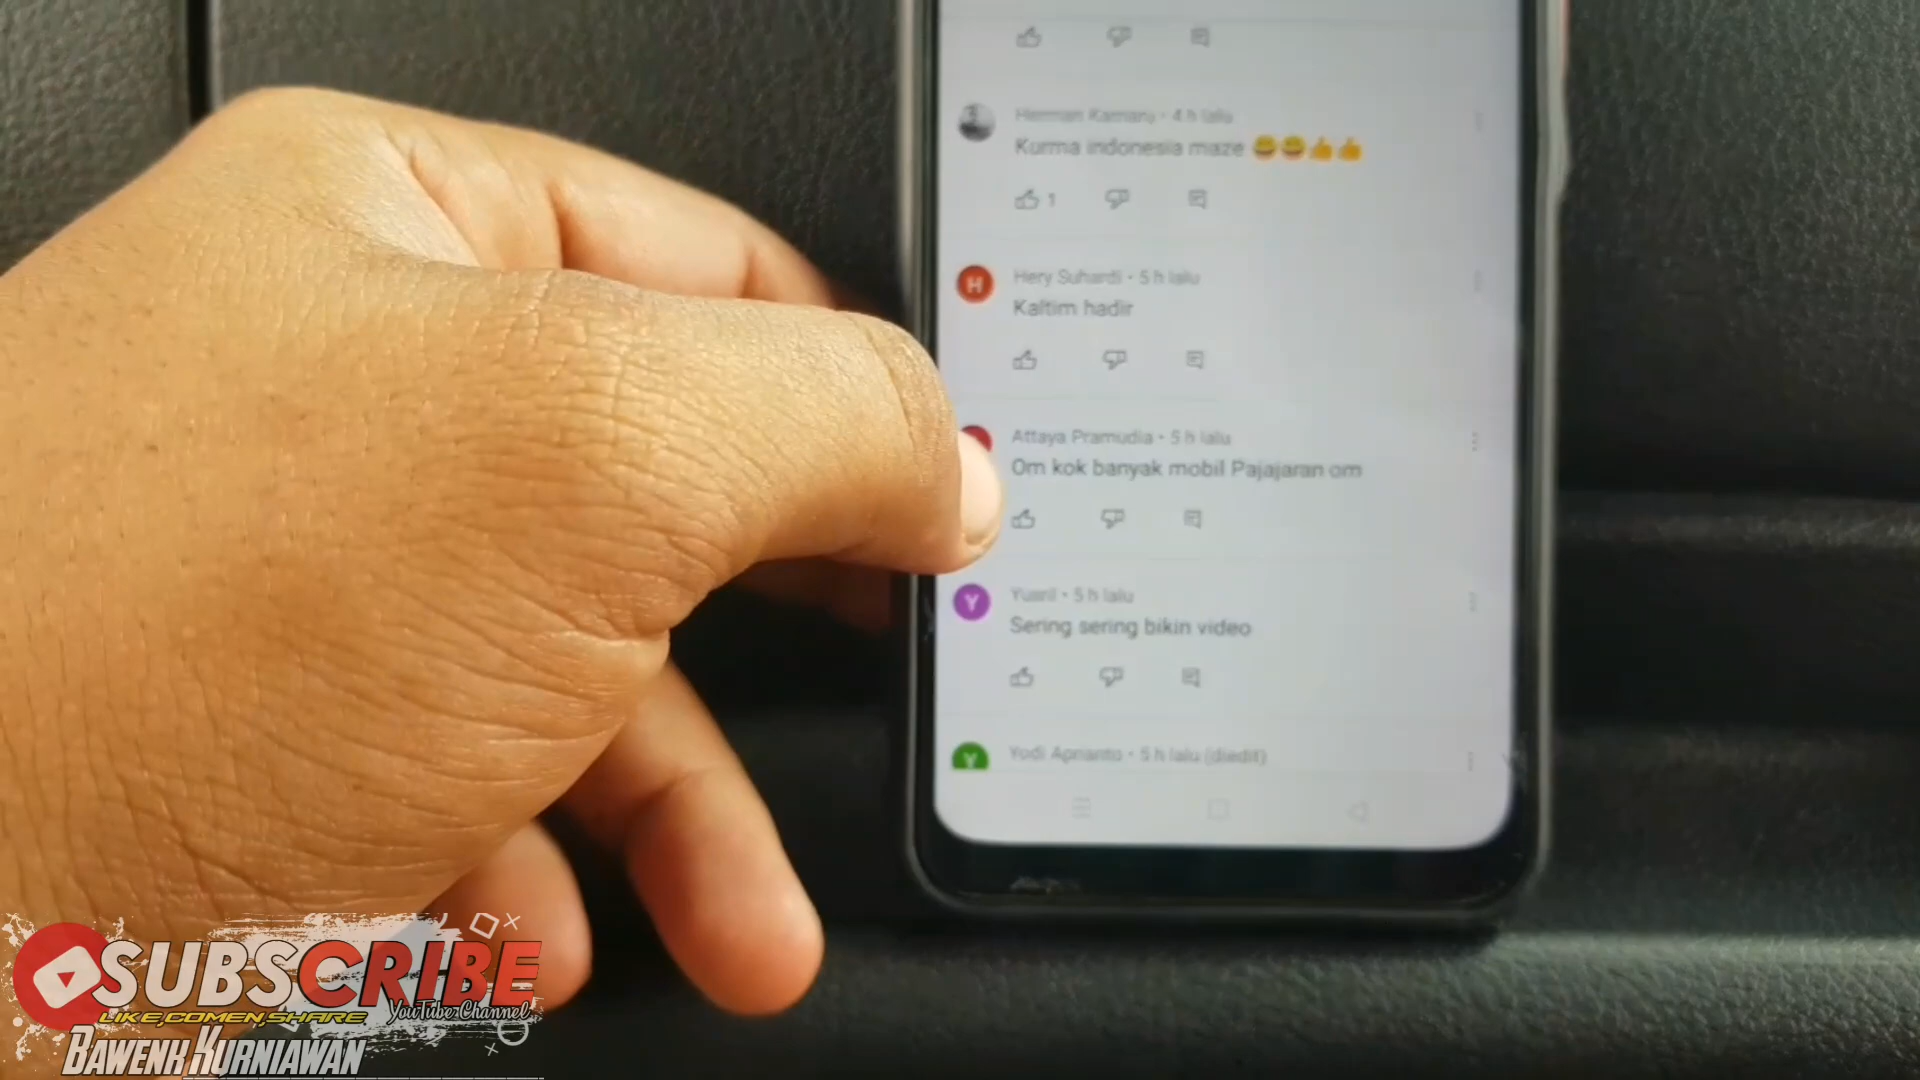 Herman Kamanj • 4 h lalu
Kurma indonesia maze 😄😄👍👍
1
H
Hery Suhardi • 5 h lalu
Kaltim hadir
Attaya Pramudia • 5 h lalu
Om kok banyak mobil Pajajaran om
Y
Yusril • 5 h lalu
Sering sering bikin video
Y
Yodi Aprianto • 5 h lalu (diedit)
SUBSCRIBE
LIKE,COMEN,SHARE YouTube Channel
BAWENK KURNIAWAN